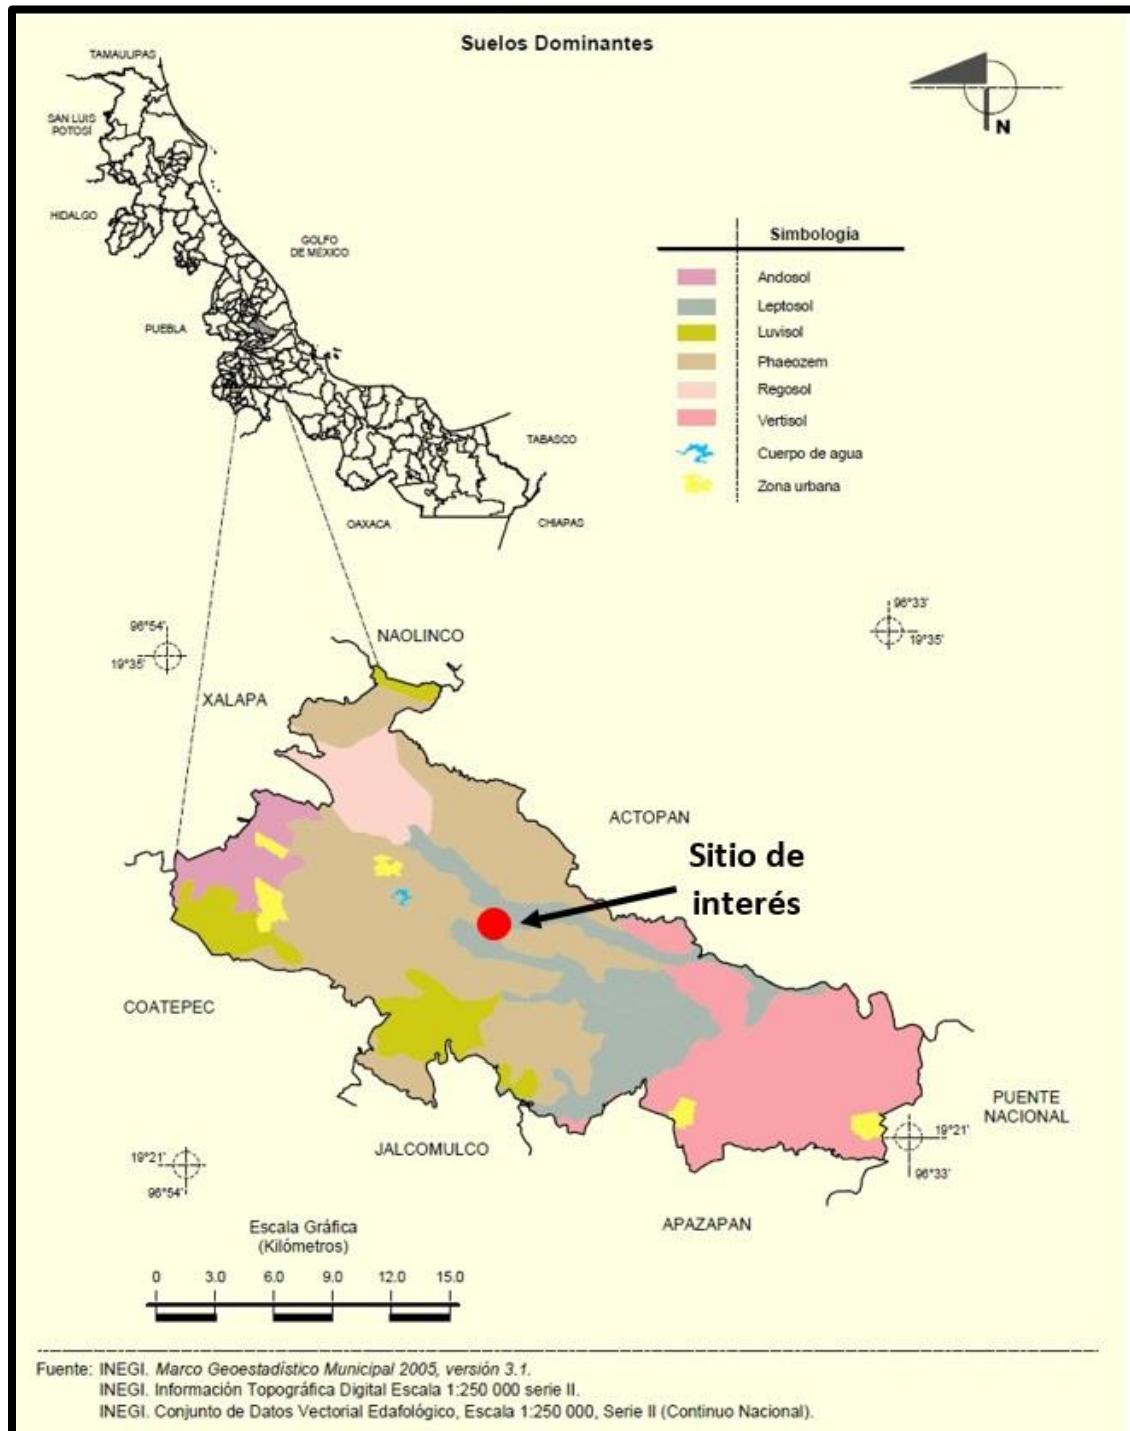 Suelos Dominantes
TAMAULIPAS
SAN LUIS
POTOSÍ
HIDALGO
GOLFO
DE MÉXICO
PUEBLA
TABASCO
OAXACA
CHIAPAS
N
Simbología
Andosol
Leptosol
Luvisol
Phaeozem
Regosol
Vertisol
Cuerpo de agua
Zona urbana
96°54'
19°35'
96°33'
19°35'
NAOLINCO
XALAPA
ACTOPAN
Sitio de
interés
COATEPEC
PUENTE
NACIONAL
JALCOMULCO
APAZAPAN
19°21'
96°54'
19°21'
96°33'
Escala Gráfica
(Kilómetros)
0 3.0 6.0 9.0 12.0 15.0
Fuente: INEGI. Marco Geoestadístico Municipal 2005, versión 3.1.
INEGI. Información Topográfica Digital Escala 1:250 000 serie II.
INEGI. Conjunto de Datos Vectorial Edafológico, Escala 1:250 000, Serie II (Continuo Nacional).